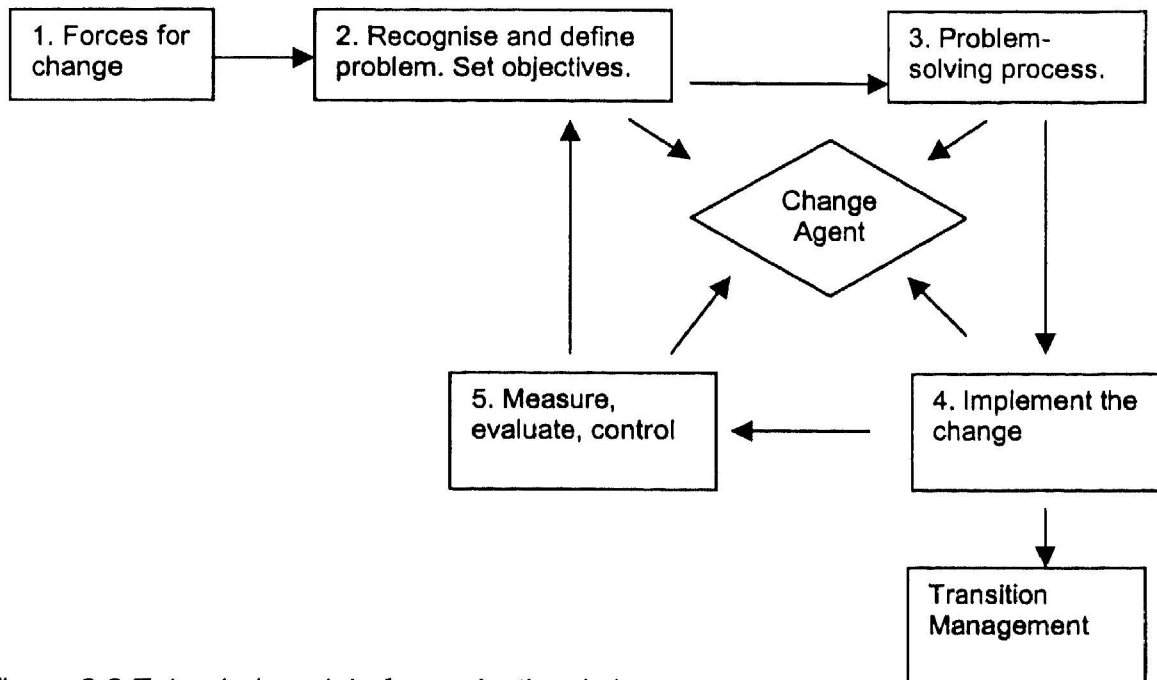 1. Forces for
change
2. Recognise and define
problem. Set objectives.
3. Problem-
solving process.
Change
Agent
5. Measure,
evaluate, control
4. Implement the
change
Transition
Management